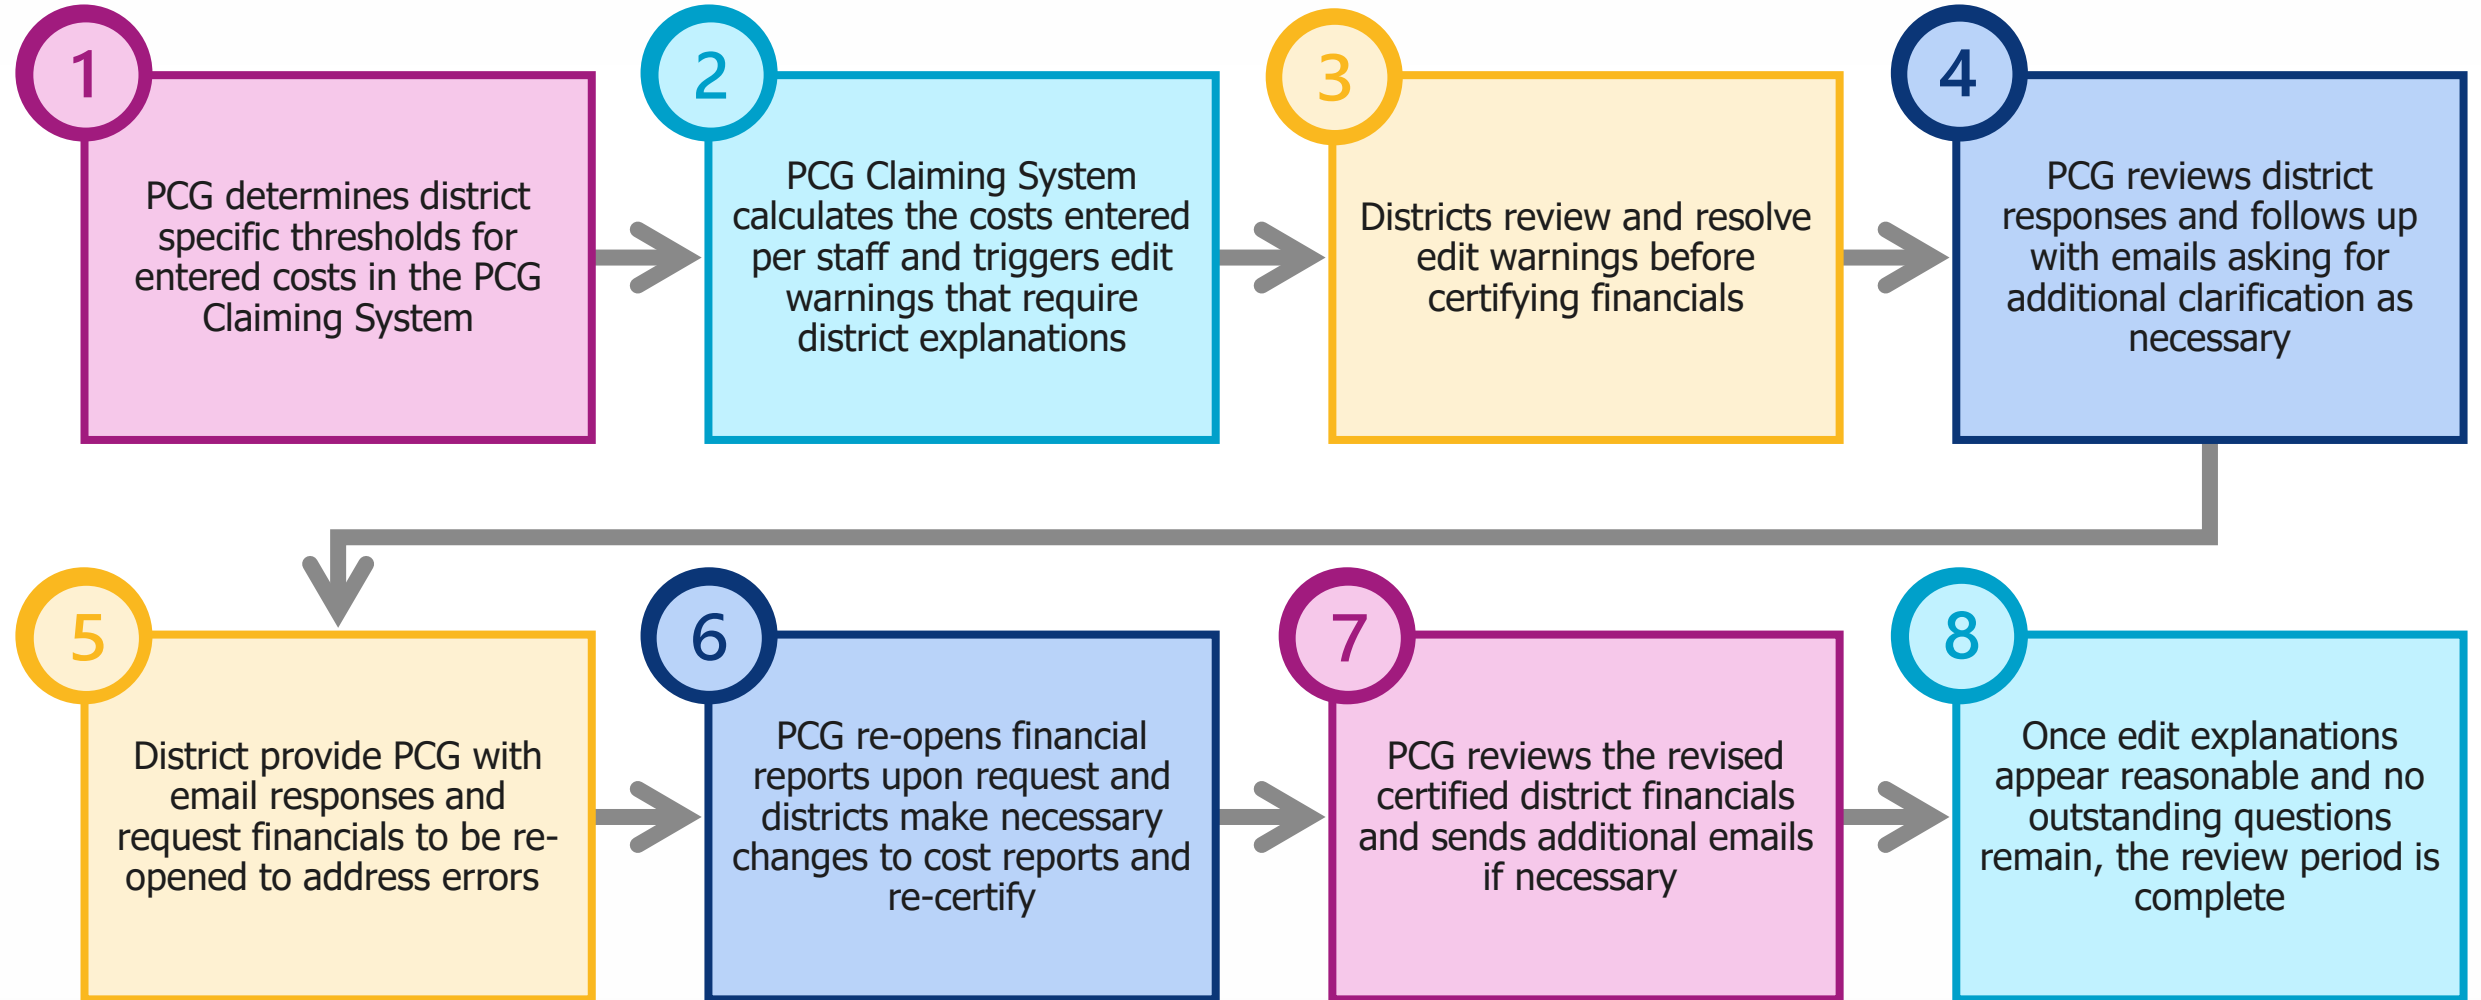 1
PCG determines district
specific thresholds for
entered costs in the PCG
Claiming System
2
PCG Claiming System
calculates the costs entered
per staff and triggers edit
warnings that require
district explanations
3
Districts review and resolve
edit warnings before
certifying financials
4
PCG reviews district
responses and follows up
with emails asking for
additional clarification as
necessary
5
District provide PCG with
email responses and
request financials to be re-
opened to address errors
6
PCG re-opens financial
reports upon request and
districts make necessary
changes to cost reports and
re-certify
7
PCG reviews the revised
certified district financials
and sends additional emails
if necessary
8
Once edit explanations
appear reasonable and no
outstanding questions
remain, the review period is
complete